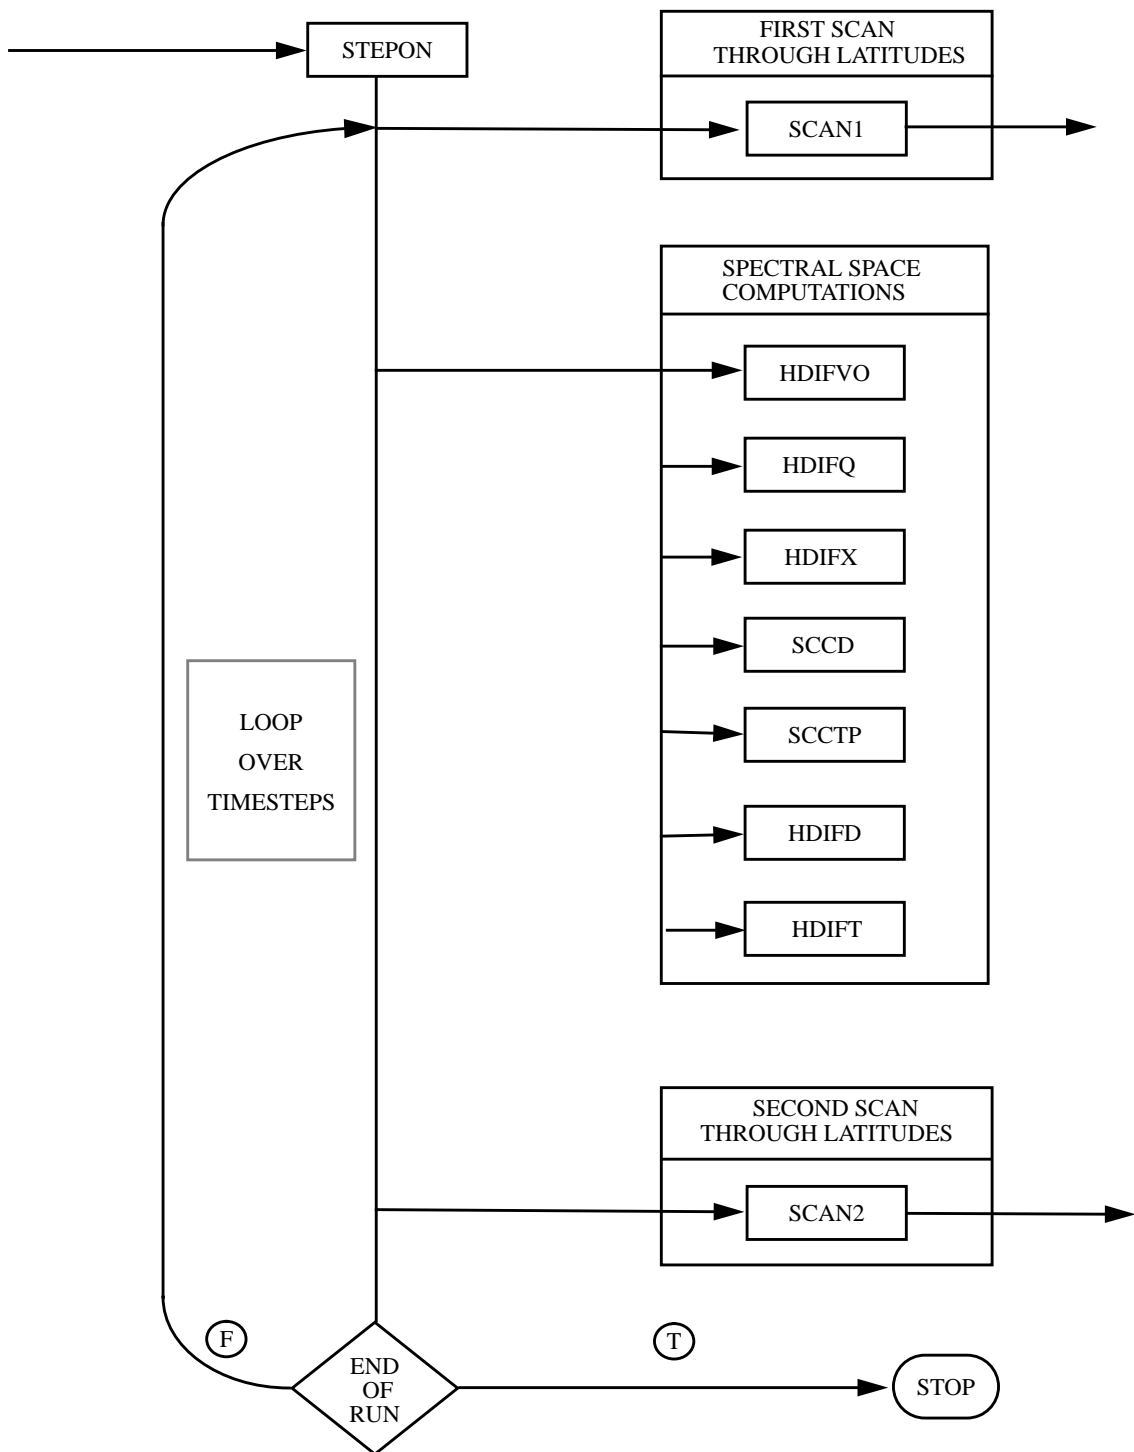 STEPON
FIRST SCAN
THROUGH LATITUDES
SCAN1
SPECTRAL SPACE
COMPUTATIONS
HDIFVO
HDIFQ
HDIFX
SCCD
SCCTP
HDIFD
HDIFT
LOOP
OVER
TIMESTEPS
SECOND SCAN
THROUGH LATITUDES
SCAN2
F
T
END
OF
RUN
STOP